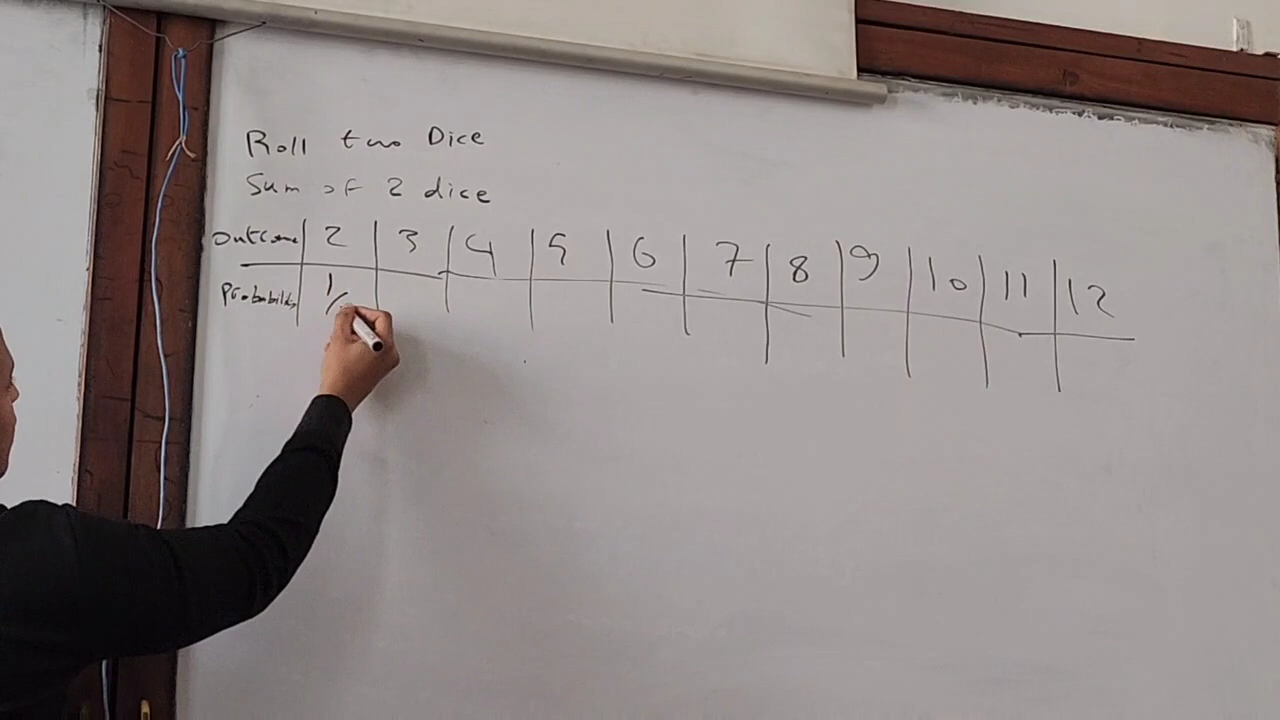 Roll two Dice
Sum of 2 dice
Outcome 2 3 4 5 6 7 8 9 10 11 12
Probability 1/